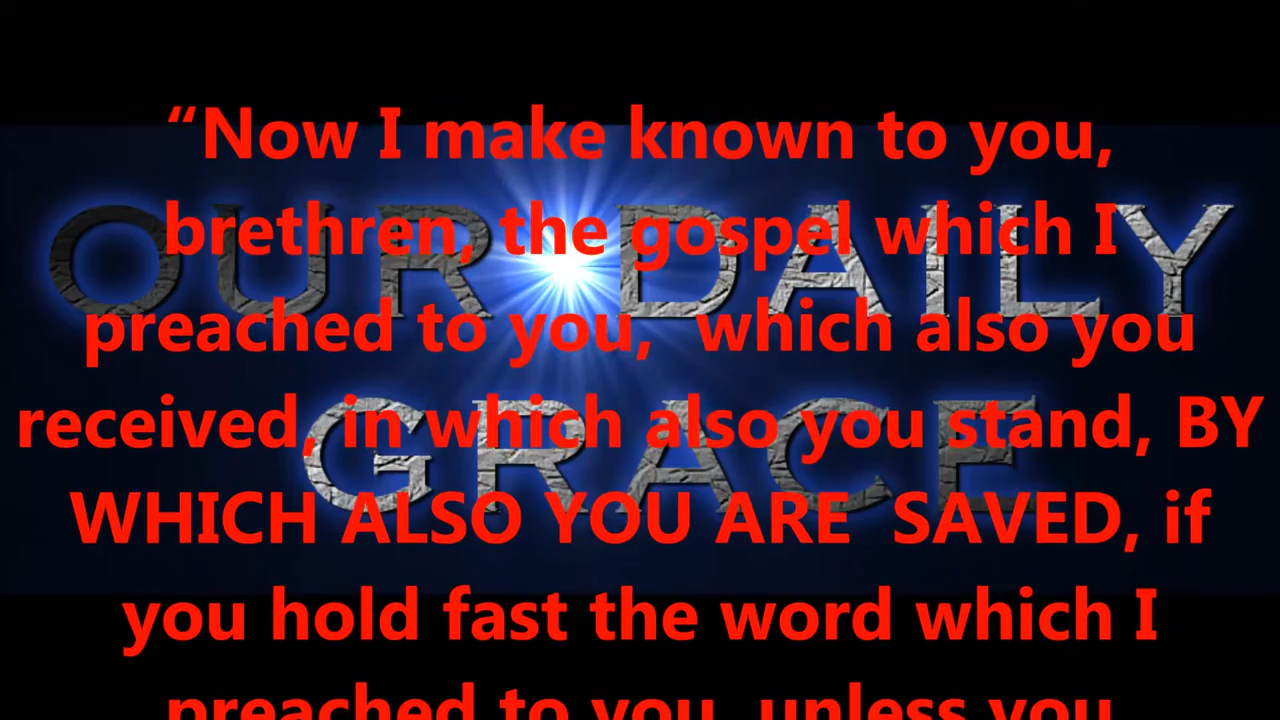 “Now I make known to you,
brethren, the gospel which I
preached to you, which also you
received, in which also you stand, BY
WHICH ALSO YOU ARE SAVED, if
you hold fast the word which I
preached to you, unless you
OUR DAILY
GRACE